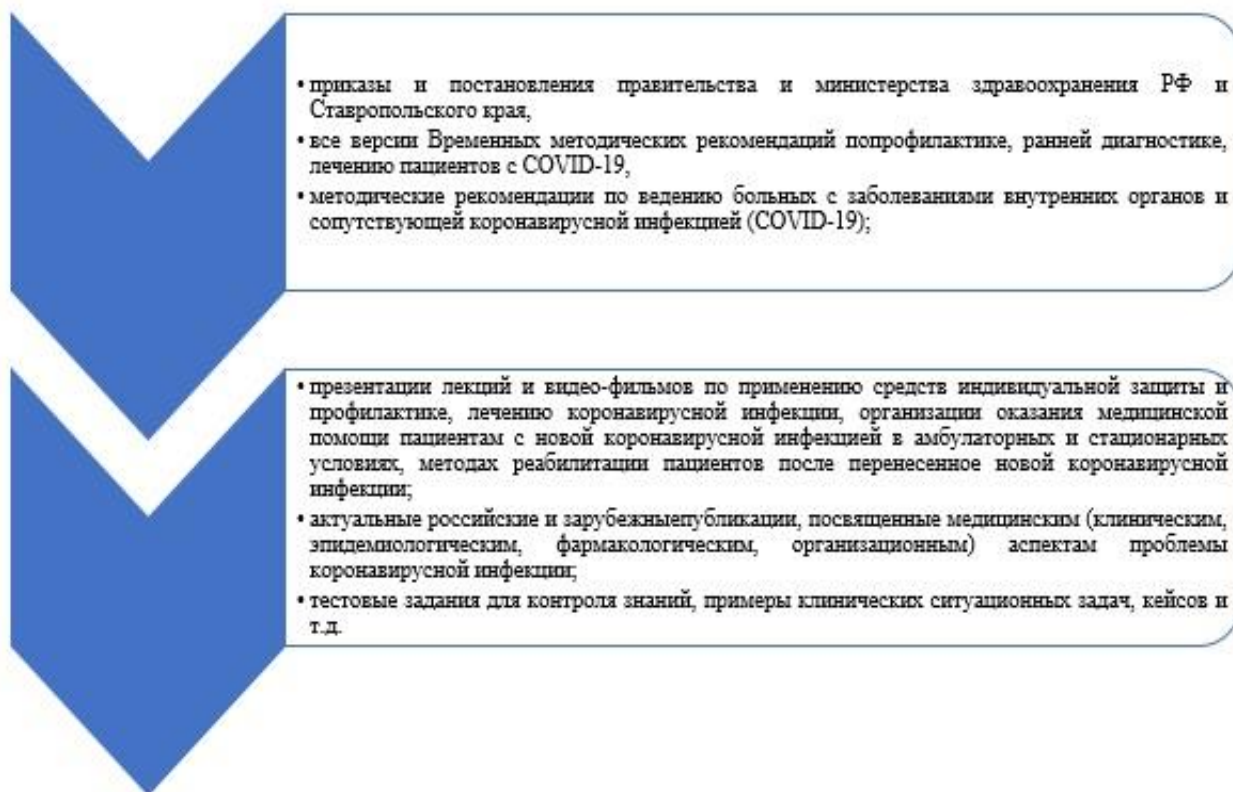 • приказы и постановления правительства и министерства здравоохранения РФ и
Ставропольского края,
• все версии Временных методических рекомендаций попрофилактике, ранней диагностике,
лечению пациентов с COVID-19,
• методические рекомендации по ведению больных с заболеваниями внутренних органов и
сопутствующей коронавирусной инфекцией (COVID-19);
• презентации лекций и видео-фильмов по применению средств индивидуальной защиты и
профилактике, лечению коронавирусной инфекции, организации оказания медицинской
помощи пациентам с новой коронавирусной инфекцией в амбулаторных и стационарных
условиях, методах реабилитации пациентов после перенесенное новой коронавирусной
инфекции;
• актуальные российские и зарубежныепубликации, посвященные медицинским (клиническим,
эпидемиологическим, фармакологическим, организационным) аспектам проблемы
коронавирусной инфекции;
• тестовые задания для контроля знаний, примеры клинических ситуационных задач, кейсов и
т.д.